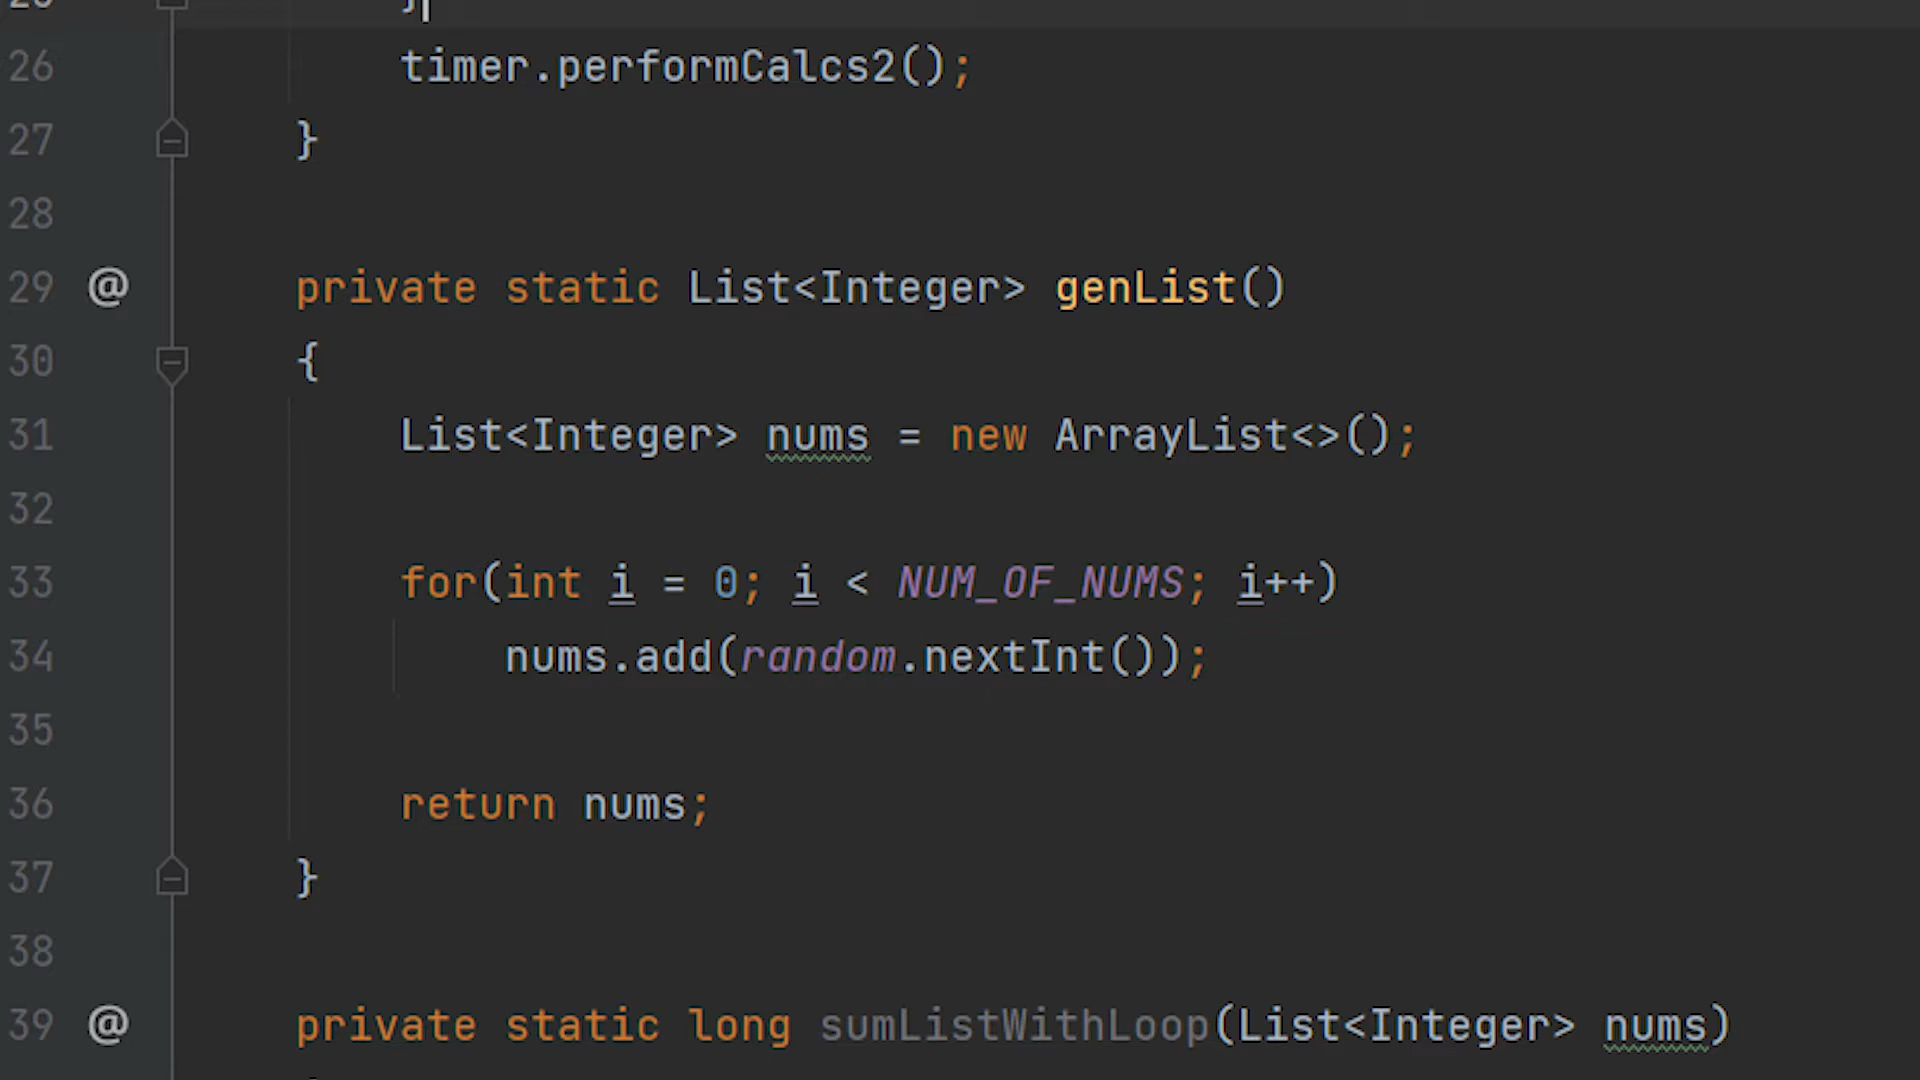 }
26 timer.performCalcs2();
27 }
28
29 @ private static List<Integer> genList()
30 {
31 List<Integer> nums = new ArrayList<>();
32
33 for(int i = 0; i < NUM_OF_NUMS; i++)
34 nums.add(random.nextInt());
35
36 return nums;
37 }
38
39 @ private static long sumListWithLoop(List<Integer> nums)